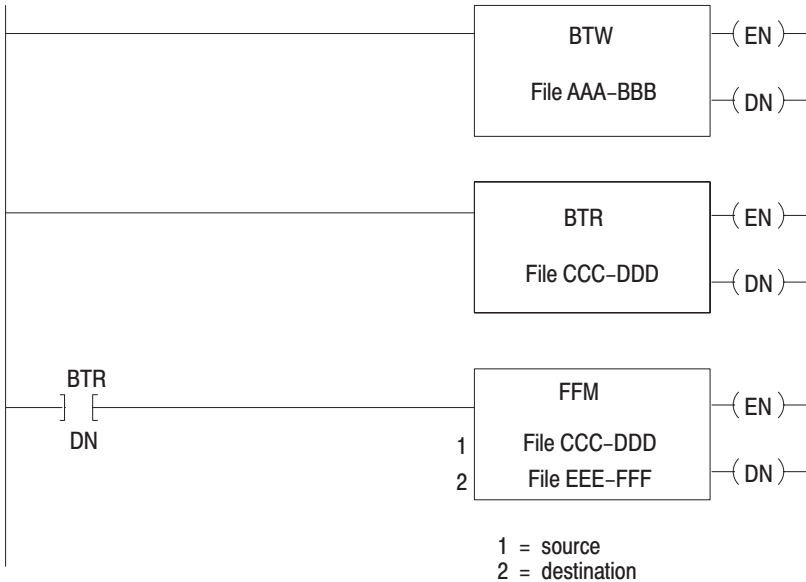 BTW
( EN )
File AAA–BBB
( DN )
BTR
( EN )
File CCC–DDD
( DN )
BTR
] [
DN
FFM
( EN )
1 File CCC–DDD
2 File EEE–FFF
( DN )
1 = source
2 = destination